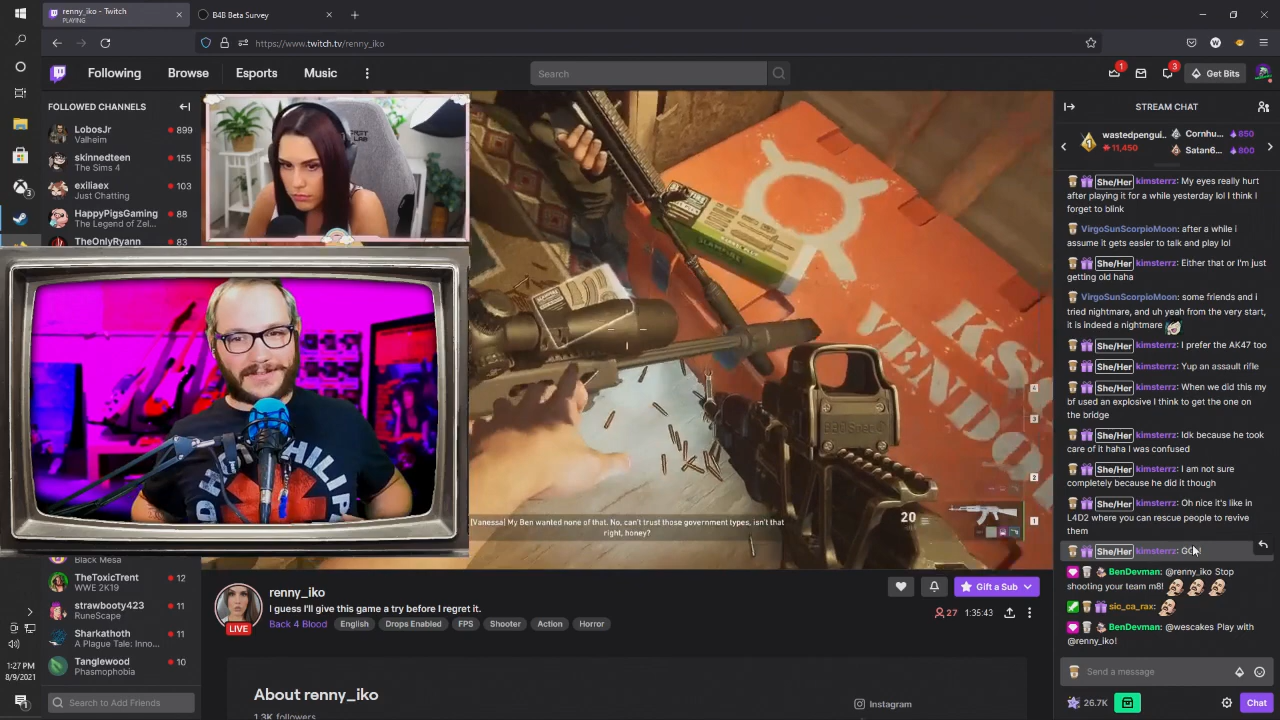 renny_iko - Twitch
PLAYING
B4B Beta Survey
https://www.twitch.tv/renny_iko
Following
Browse
Esports
Music
Search
1
3
Get Bits
FOLLOWED CHANNELS
LobosJr
899
Valheim
skinnedteen
155
The Sims 4
exiliaex
103
Just Chatting
HappyPigsGaming
88
The Legend of Zel...
TheOnlyRyann
83
Black Mesa
TheToxicTrent
12
WWE 2K19
strawbooty423
11
RuneScape
Sharkathoth
11
A Plague Tale: Inno...
Tanglewood
10
Phasmophobia
Search to Add Friends
1:27 PM
8/9/2021
[Vanessa] My Ben wanted none of that. No, can't trust those government types, isn't that
right, honey?
20
4
3
2
1
renny_iko
I guess I'll give this game a try before I regret it.
Back 4 Blood
English
Drops Enabled
FPS
Shooter
Action
Horror
LIVE
Gift a Sub
27
1:35:43
About renny_iko
1.3K followers
Instagram
STREAM CHAT
wastedpengui...
11,450
Cornhu...
850
Satan6...
800
She/Her kimsterrz: My eyes really hurt
after playing it for a while yesterday lol I think I
forget to blink
VirgoSunScorpioMoon: after a while i
assume it gets easier to talk and play lol
She/Her kimsterrz: Either that or I'm just
getting old haha
VirgoSunScorpioMoon: some friends and i
tried nightmare, and uh yeah from the very start,
it is indeed a nightmare
She/Her kimsterrz: I prefer the AK47 too
She/Her kimsterrz: Yup an assault rifle
She/Her kimsterrz: When we did this my
bf used an explosive I think to get the one on
the bridge
She/Her kimsterrz: Idk because he took
care of it haha I was confused
She/Her kimsterrz: I am not sure
completely because he did it though
She/Her kimsterrz: Oh nice it's like in
L4D2 where you can rescue people to revive
them
She/Her kimsterrz:
BenDevman: @renny_iko Stop
shooting your team m8!
sic_ca_rax:
BenDevman: @wescakes Play with
@renny_iko!
Send a message
26.7K
Chat